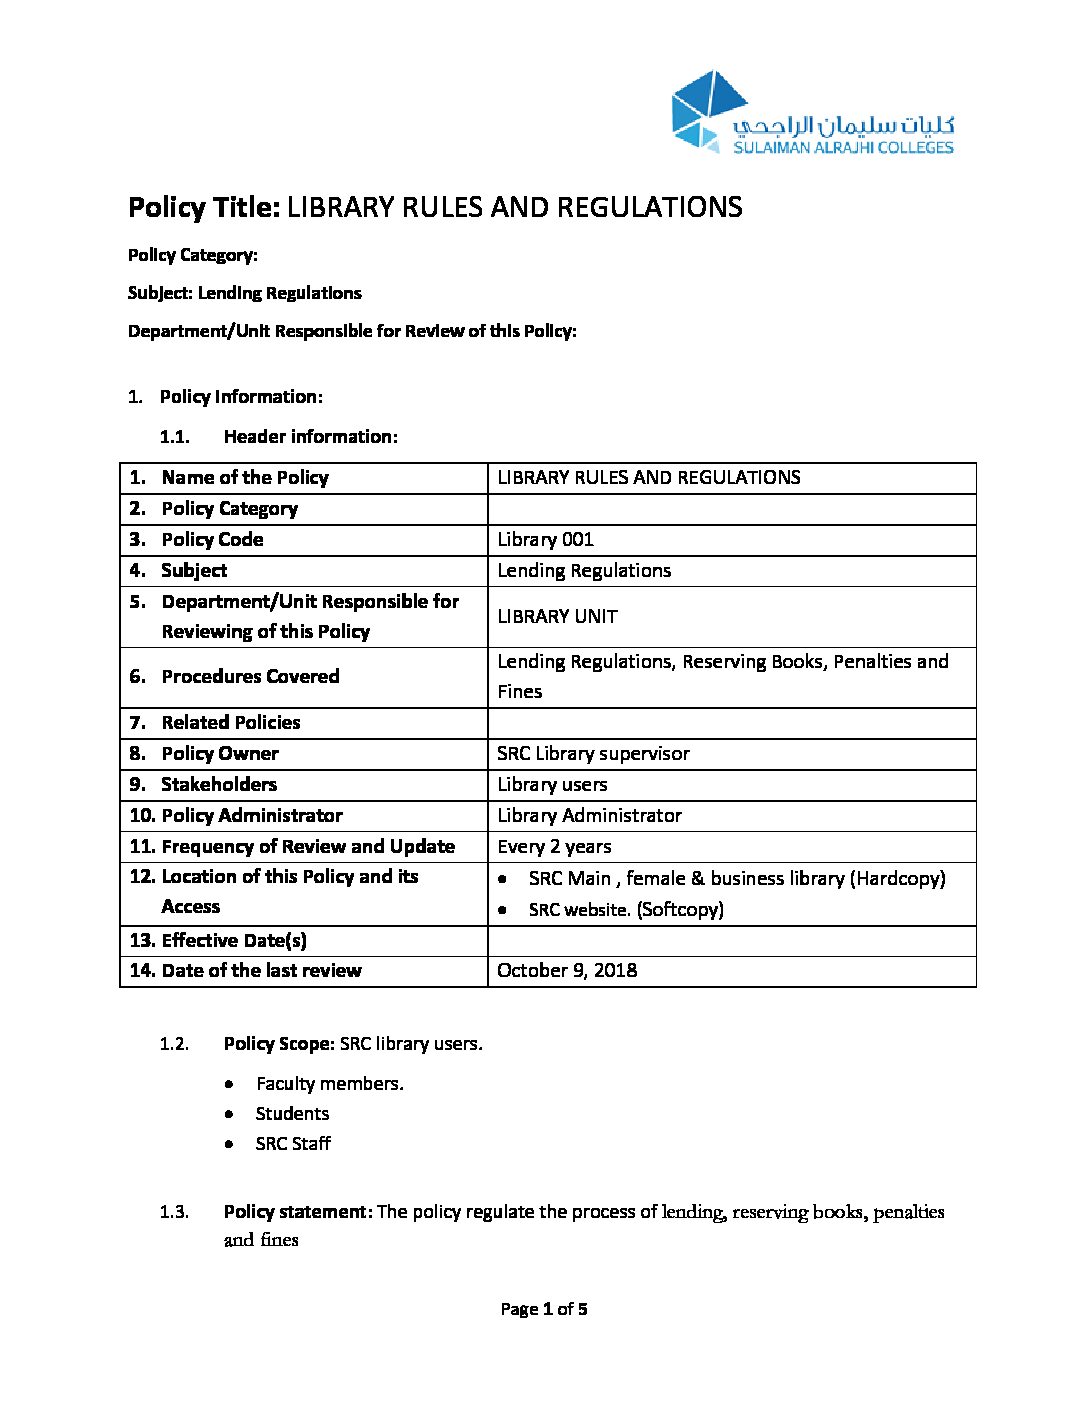 كليات سليمان الراجحي
SULAIMAN ALRAJHI COLLEGES
Policy Title: LIBRARY RULES AND REGULATIONS
Policy Category:
Subject: Lending Regulations
Department/Unit Responsible for Review of this Policy:
1. Policy Information:
1.1. Header information:
1. Name of the Policy LIBRARY RULES AND REGULATIONS
2. Policy Category
3. Policy Code Library 001
4. Subject Lending Regulations
5. Department/Unit Responsible for
Reviewing of this Policy
LIBRARY UNIT
6. Procedures Covered
Lending Regulations, Reserving Books, Penalties and
Fines
7. Related Policies
8. Policy Owner SRC Library supervisor
9. Stakeholders Library users
10. Policy Administrator Library Administrator
11. Frequency of Review and Update Every 2 years
12. Location of this Policy and its
Access
• SRC Main , female & business library (Hardcopy)
• SRC website. (Softcopy)
13. Effective Date(s)
14. Date of the last review October 9, 2018
1.2. Policy Scope: SRC library users.
• Faculty members.
• Students
• SRC Staff
1.3. Policy statement: The policy regulate the process of lending, reserving books, penalties
and fines
Page 1 of 5